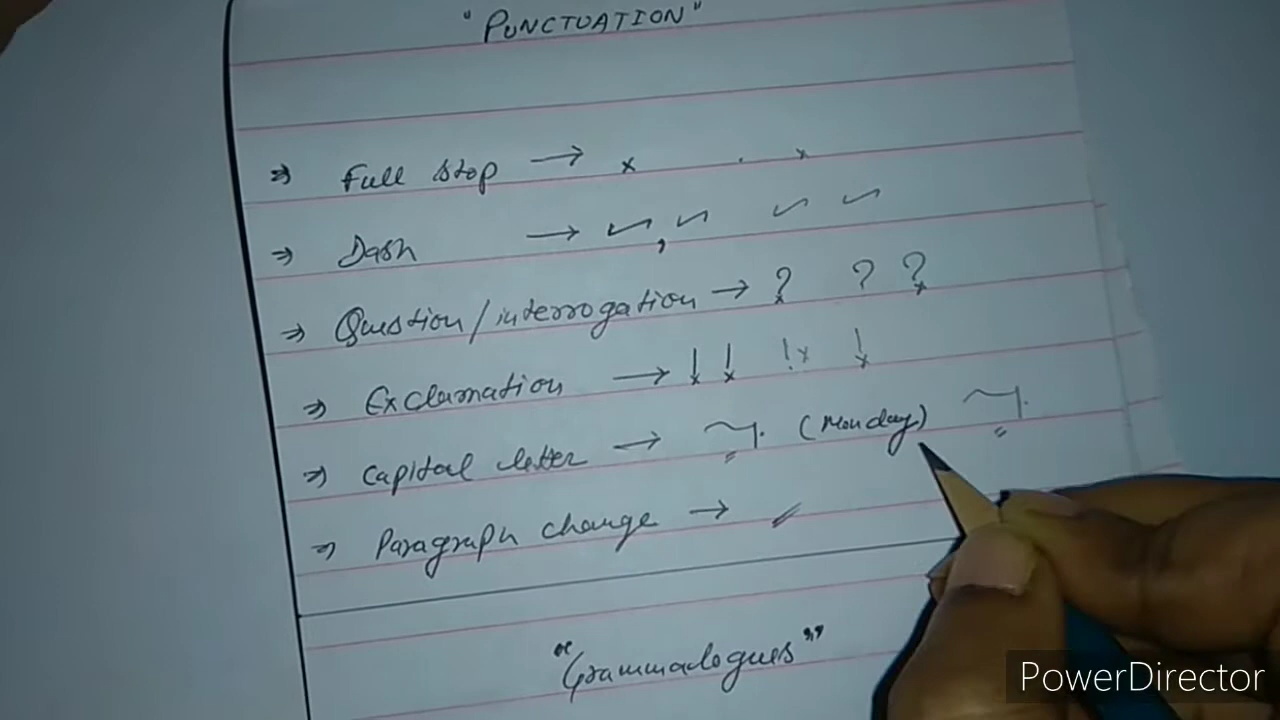 "PUNCTUATION"
⇒ Full stop → x . x
⇒ Dash →
⇒ Question/interrogation → ? ? ?
⇒ Exclamation → ! ! !x !
⇒ Capital letter → (Monday)
⇒ Paragraph change → //
"Grammalogues"
PowerDirector